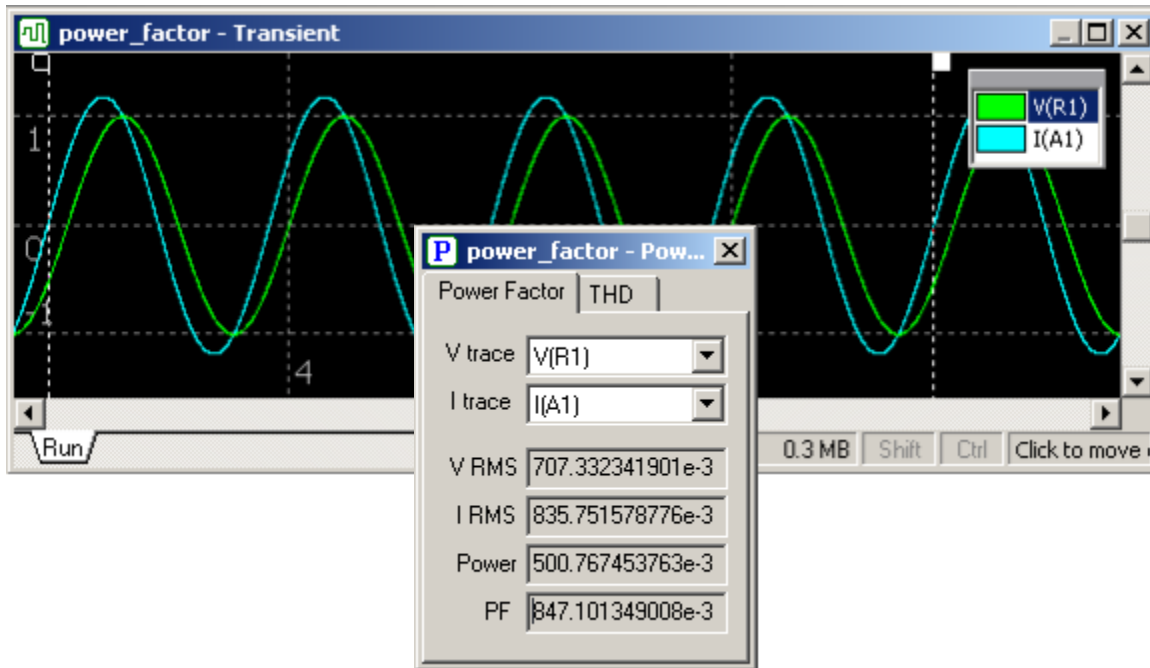 power_factor - Transient
V(R1)
I(A1)
1
0
-1
4
Run
0.3 MB Shift Ctrl Click to move
P power_factor - Pow...
Power Factor THD
V trace V(R1)
I trace I(A1)
V RMS 707.332341901e-3
I RMS 835.751578776e-3
Power 500.767453763e-3
PF 847.101349008e-3